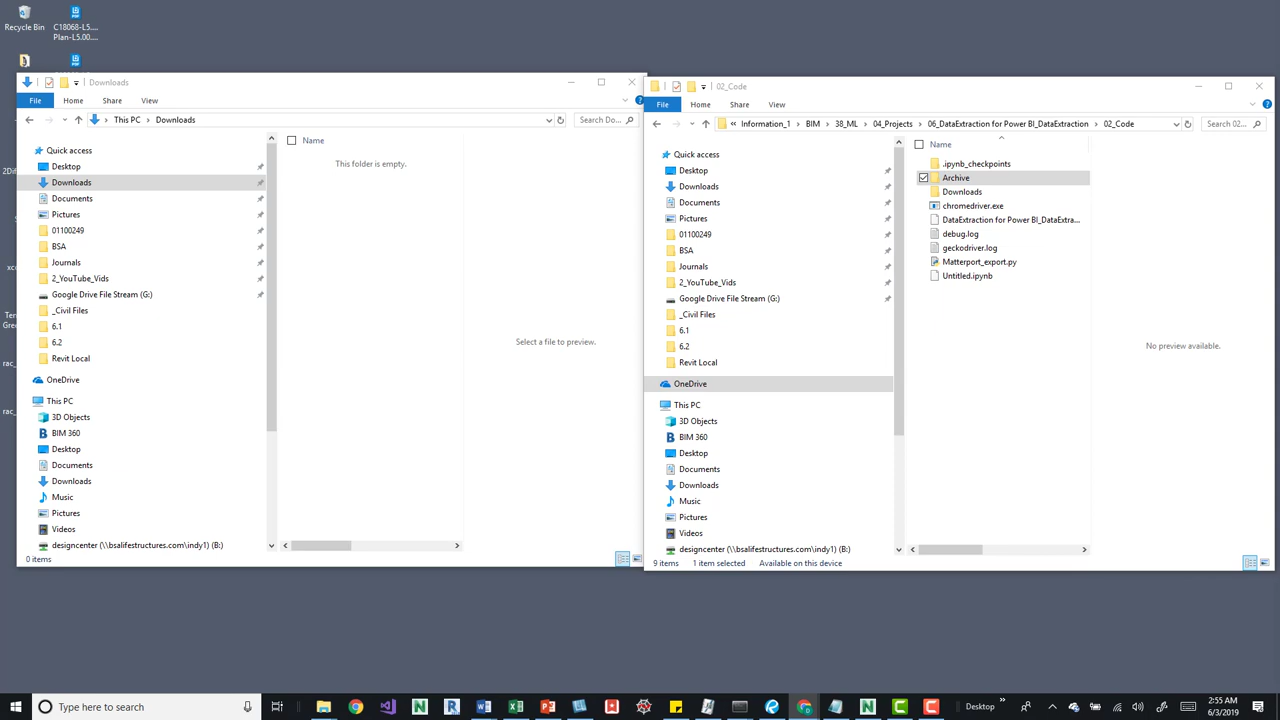 Recycle Bin
C18068-L5....
Plan-L5.00....
Downloads
File
Home
Share
View
This PC
Downloads
Search Do...
Quick access
Desktop
Downloads
Documents
Pictures
01100249
BSA
Journals
2_YouTube_Vids
Google Drive File Stream (G:)
_Civil Files
6.1
6.2
Revit Local
OneDrive
This PC
3D Objects
BIM 360
Desktop
Documents
Downloads
Music
Pictures
Videos
designcenter (\\bsalifestructures.com\indy1) (B:)
Name
This folder is empty.
Select a file to preview.
0 items
2Di
xc
Ten
Gre
rac_
rac_
02_Code
File
Home
Share
View
« Information_1
BIM
38_ML
04_Projects
06_DataExtraction for Power BI_DataExtraction
02_Code
Search 02...
Quick access
Desktop
Downloads
Documents
Pictures
01100249
BSA
Journals
2_YouTube_Vids
Google Drive File Stream (G:)
_Civil Files
6.1
6.2
Revit Local
OneDrive
This PC
3D Objects
BIM 360
Desktop
Documents
Downloads
Music
Pictures
Videos
designcenter (\\bsalifestructures.com\indy1) (B:)
Name
.ipynb_checkpoints
Archive
Downloads
chromedriver.exe
DataExtraction for Power BI_DataExtra...
debug.log
geckodriver.log
Matterport_export.py
Untitled.ipynb
No preview available.
9 items
1 item selected
Available on this device
Type here to search
Desktop
2:55 AM
6/3/2019